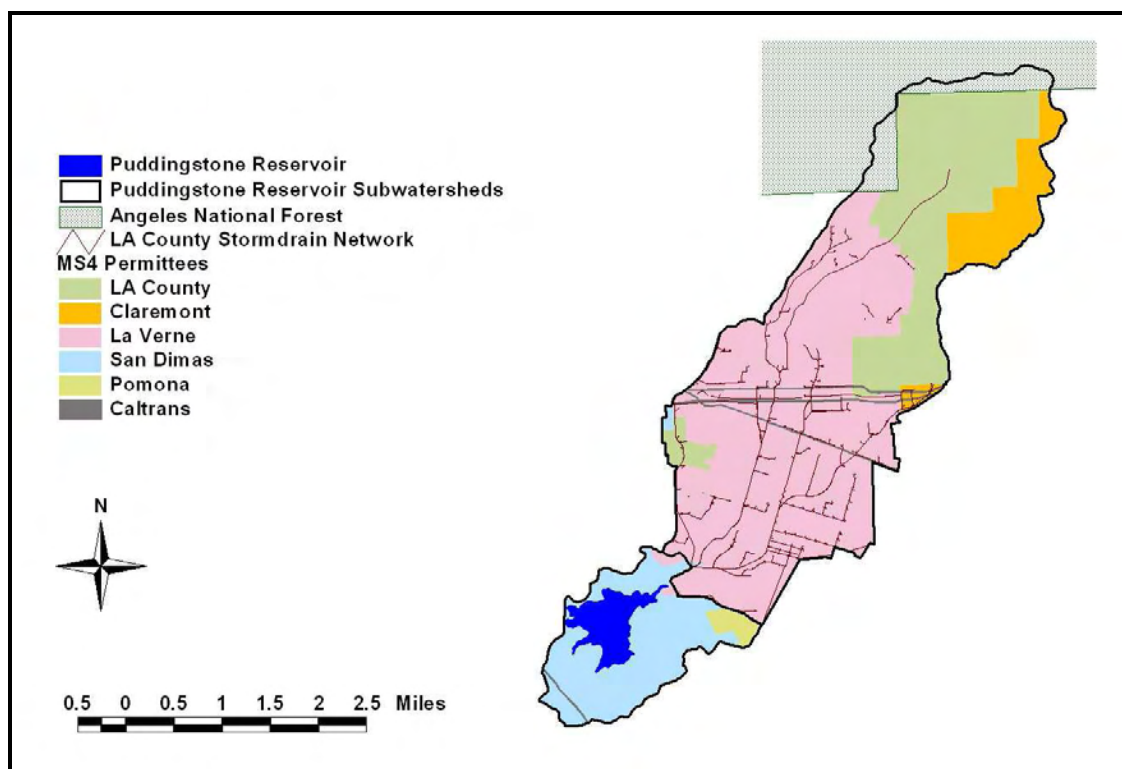 Puddingstone Reservoir
Puddingstone Reservoir Subwatersheds
Angeles National Forest
LA County Stormdrain Network
MS4 Permittees
LA County
Claremont
La Verne
San Dimas
Pomona
Caltrans
N
0.5 0 0.5 1 1.5 2 2.5 Miles